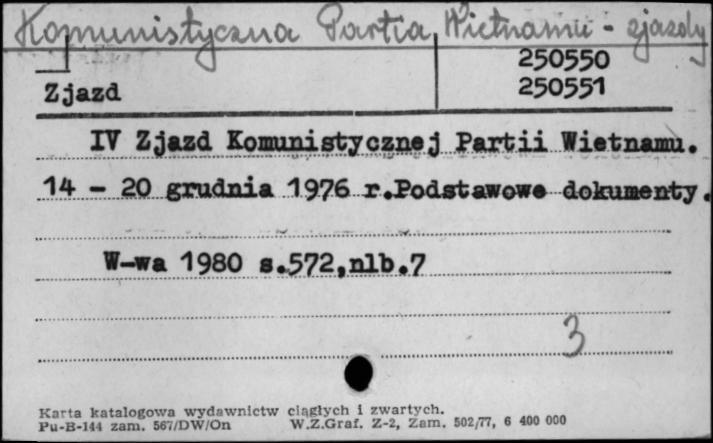 Komunistyczna Partia Wietnamu - zjazdy
250550
Zjazd 250551
IV Zjazd Komunistycznej Partii Wietnamu.
14 - 20 grudnia 1976 r.Podstawowe dokumenty.
W-wa 1980 s.572,nlb.7
3
Karta katalogowa wydawnictw ciągłych i zwartych.
Pu-B-144 zam. 567/DW/On W.Z.Graf. Z-2, Zam. 502/77, 6 400 000